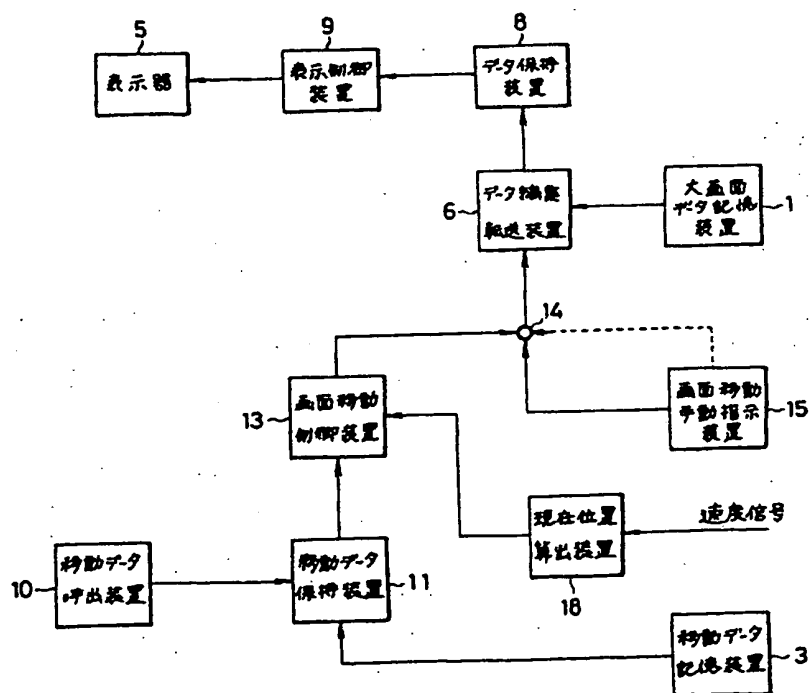 5
9
8
表示器
表示制御
装置
データ保持
装置
6
データ編集
転送装置
大画面
データ記憶
装置
1
14
13
画面移動
制御装置
画面移動
手動指示
装置
15
速度信号
現在位置
算出装置
18
10
移動データ
呼出装置
移動データ
保持装置
11
移動データ
記憶装置
3